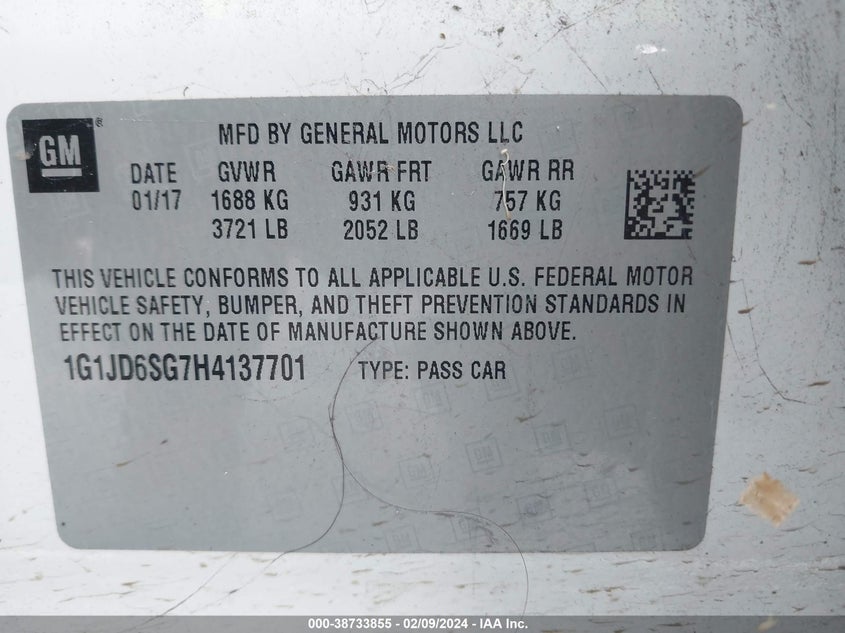 GM®
MFD BY GENERAL MOTORS LLC
DATE GVWR GAWR FRT GAWR RR
01/17 1688 KG 931 KG 757 KG
3721 LB 2052 LB 1669 LB
THIS VEHICLE CONFORMS TO ALL APPLICABLE U.S. FEDERAL MOTOR
VEHICLE SAFETY, BUMPER, AND THEFT PREVENTION STANDARDS IN
EFFECT ON THE DATE OF MANUFACTURE SHOWN ABOVE.
1G1JD6SG7H4137701 TYPE: PASS CAR
000-38733855 — 02/09/2024 — IAA Inc.